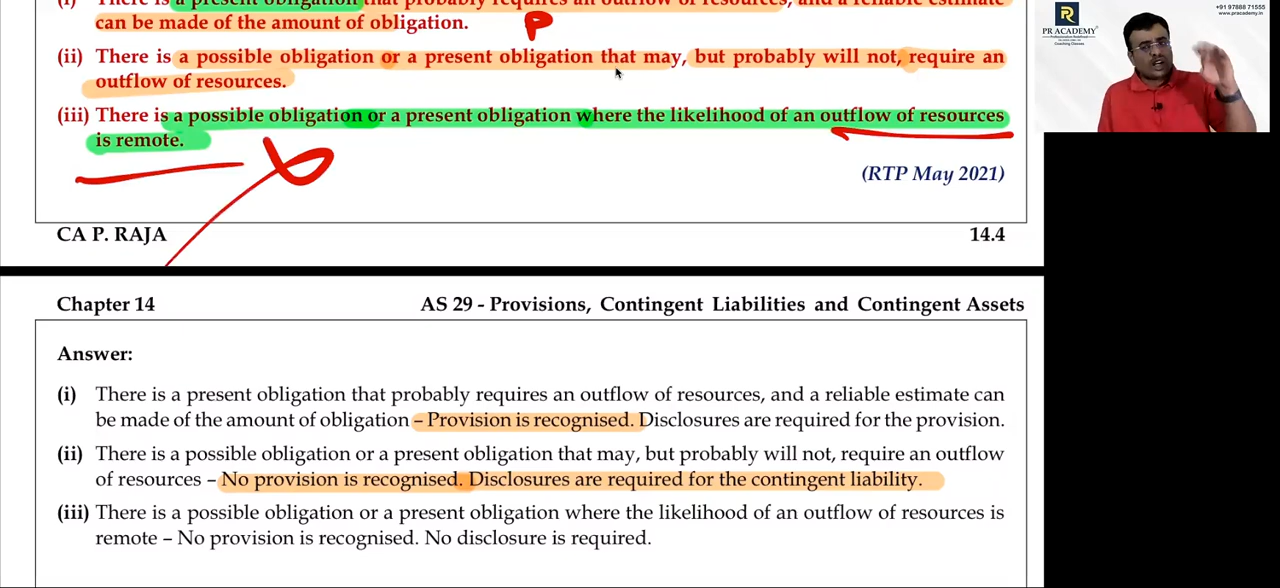 (i) There is a present obligation that probably requires an outflow of resources, and a reliable estimate
can be made of the amount of obligation.
P
(ii) There is a possible obligation or a present obligation that may, but probably will not, require an
outflow of resources.
(iii) There is a possible obligation or a present obligation where the likelihood of an outflow of resources
is remote.
(RTP May 2021)
CA P. RAJA 14.4
Chapter 14 AS 29 - Provisions, Contingent Liabilities and Contingent Assets
Answer:
(i) There is a present obligation that probably requires an outflow of resources, and a reliable estimate can
be made of the amount of obligation – Provision is recognised. Disclosures are required for the provision.
(ii) There is a possible obligation or a present obligation that may, but probably will not, require an outflow
of resources – No provision is recognised. Disclosures are required for the contingent liability.
(iii) There is a possible obligation or a present obligation where the likelihood of an outflow of resources is
remote – No provision is recognised. No disclosure is required.
PR ACADEMY
Coaching Classes
+91 97888 71555
www.pracademy.in